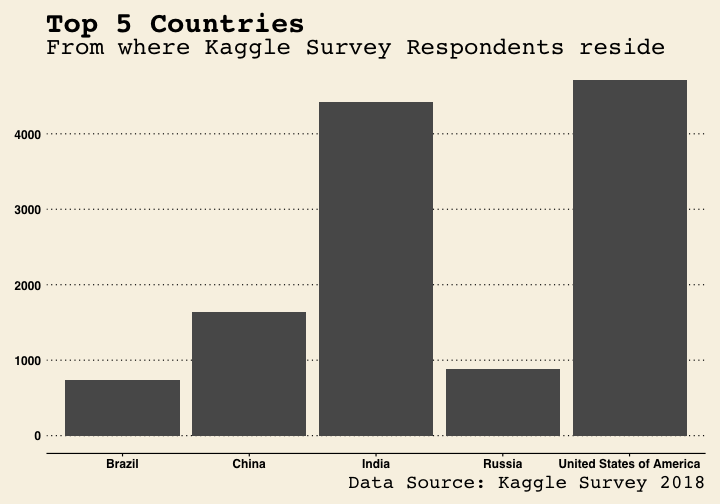 Top 5 Countries
From where Kaggle Survey Respondents reside
4000
3000
2000
1000
0
Brazil China India Russia United States of America
Data Source: Kaggle Survey 2018